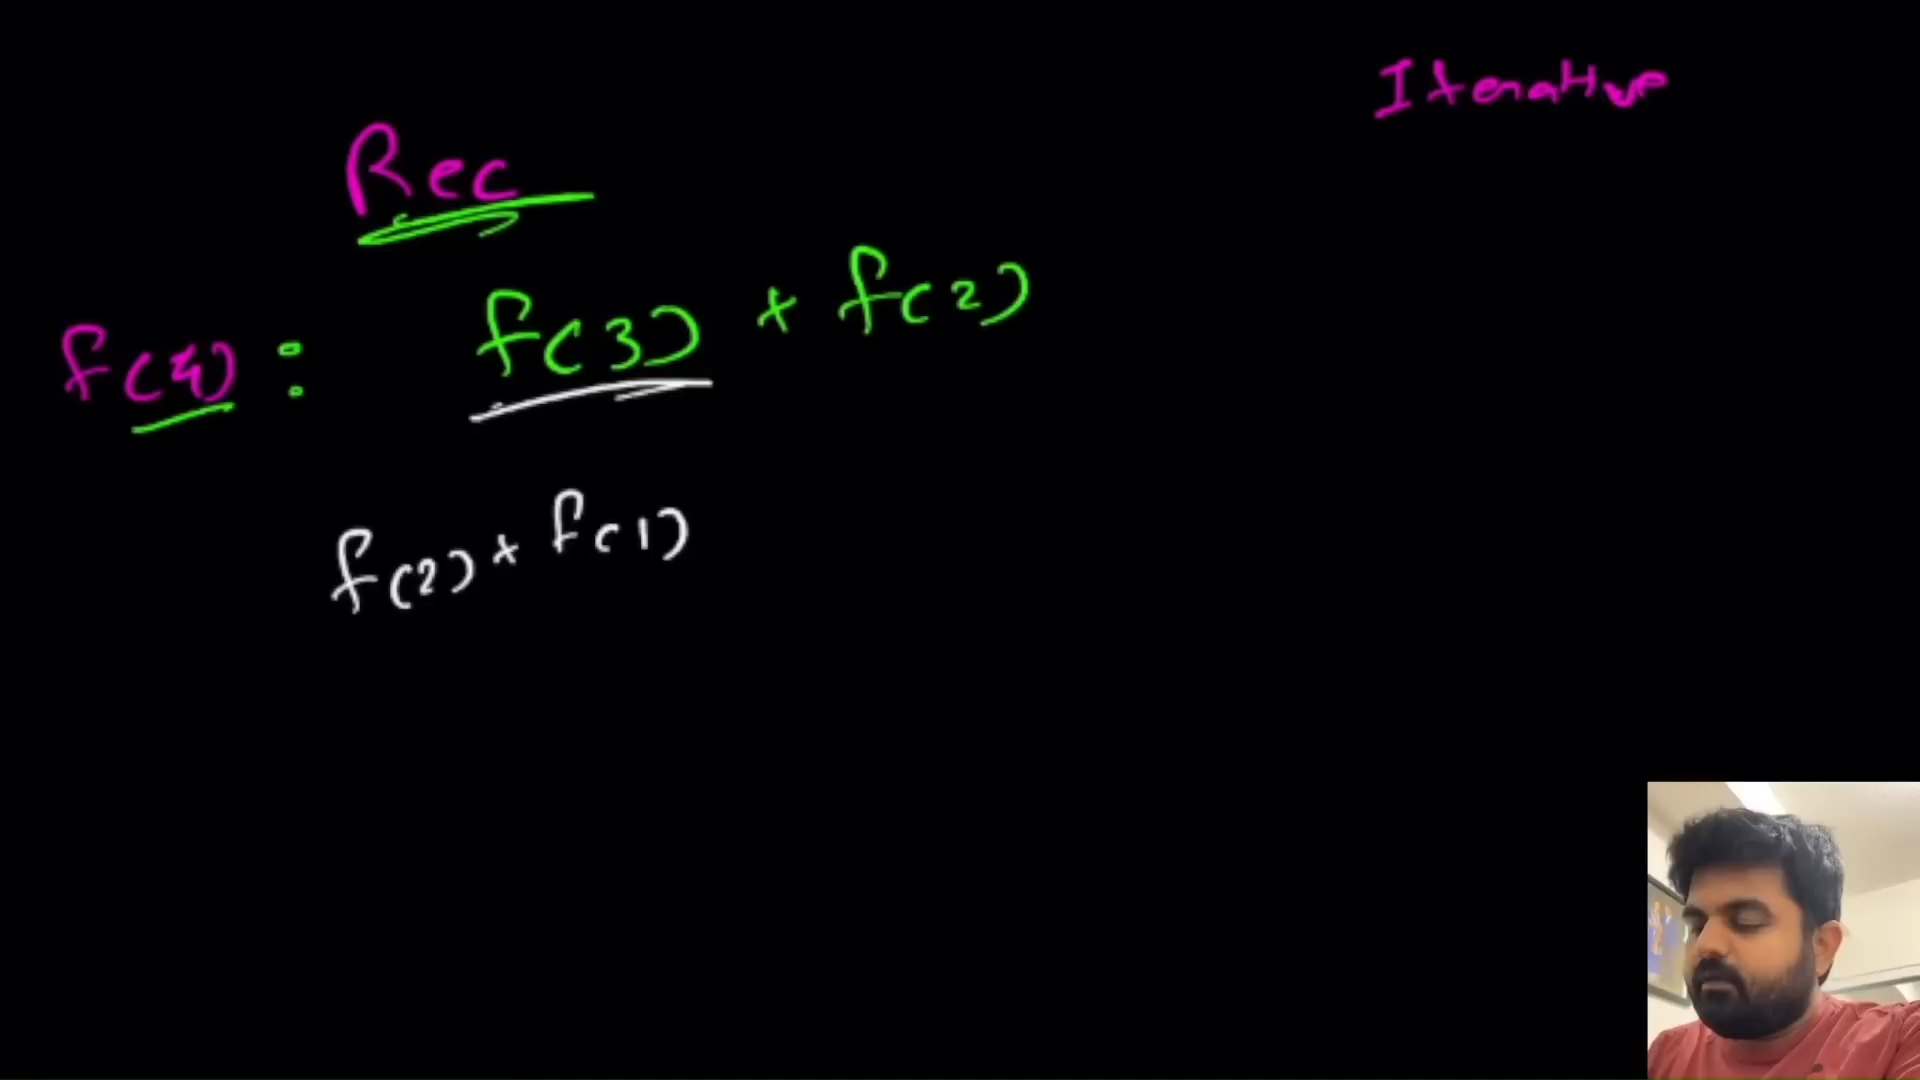 Iterative
Rec
f(4) : f(3) + f(2)
f(2) + f(1)